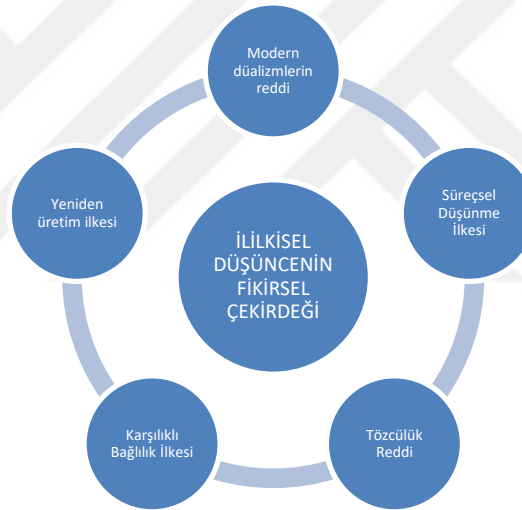 Modern
düalizmlerin
reddi
Süreçsel
Düşünme
İlkesi
Tözcülük
Reddi
Karşılıklı
Bağlılık İlkesi
Yeniden
üretim ilkesi
İLİLKİSEL
DÜŞÜNCENİN
FİKİRSEL
ÇEKİRDEĞİ